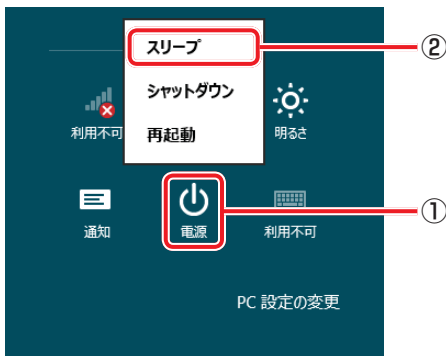 スリープ
②
シャットダウン
再起動
利用不可
明るさ
通知
電源
利用不可
①
PC 設定の変更